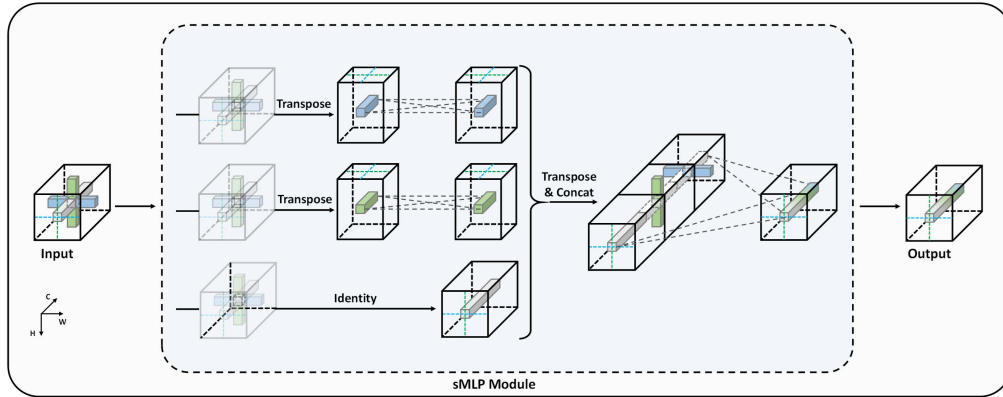 Transpose
Transpose
Transpose
& Concat
Input
Output
Identity
C
W
H
sMLP Module